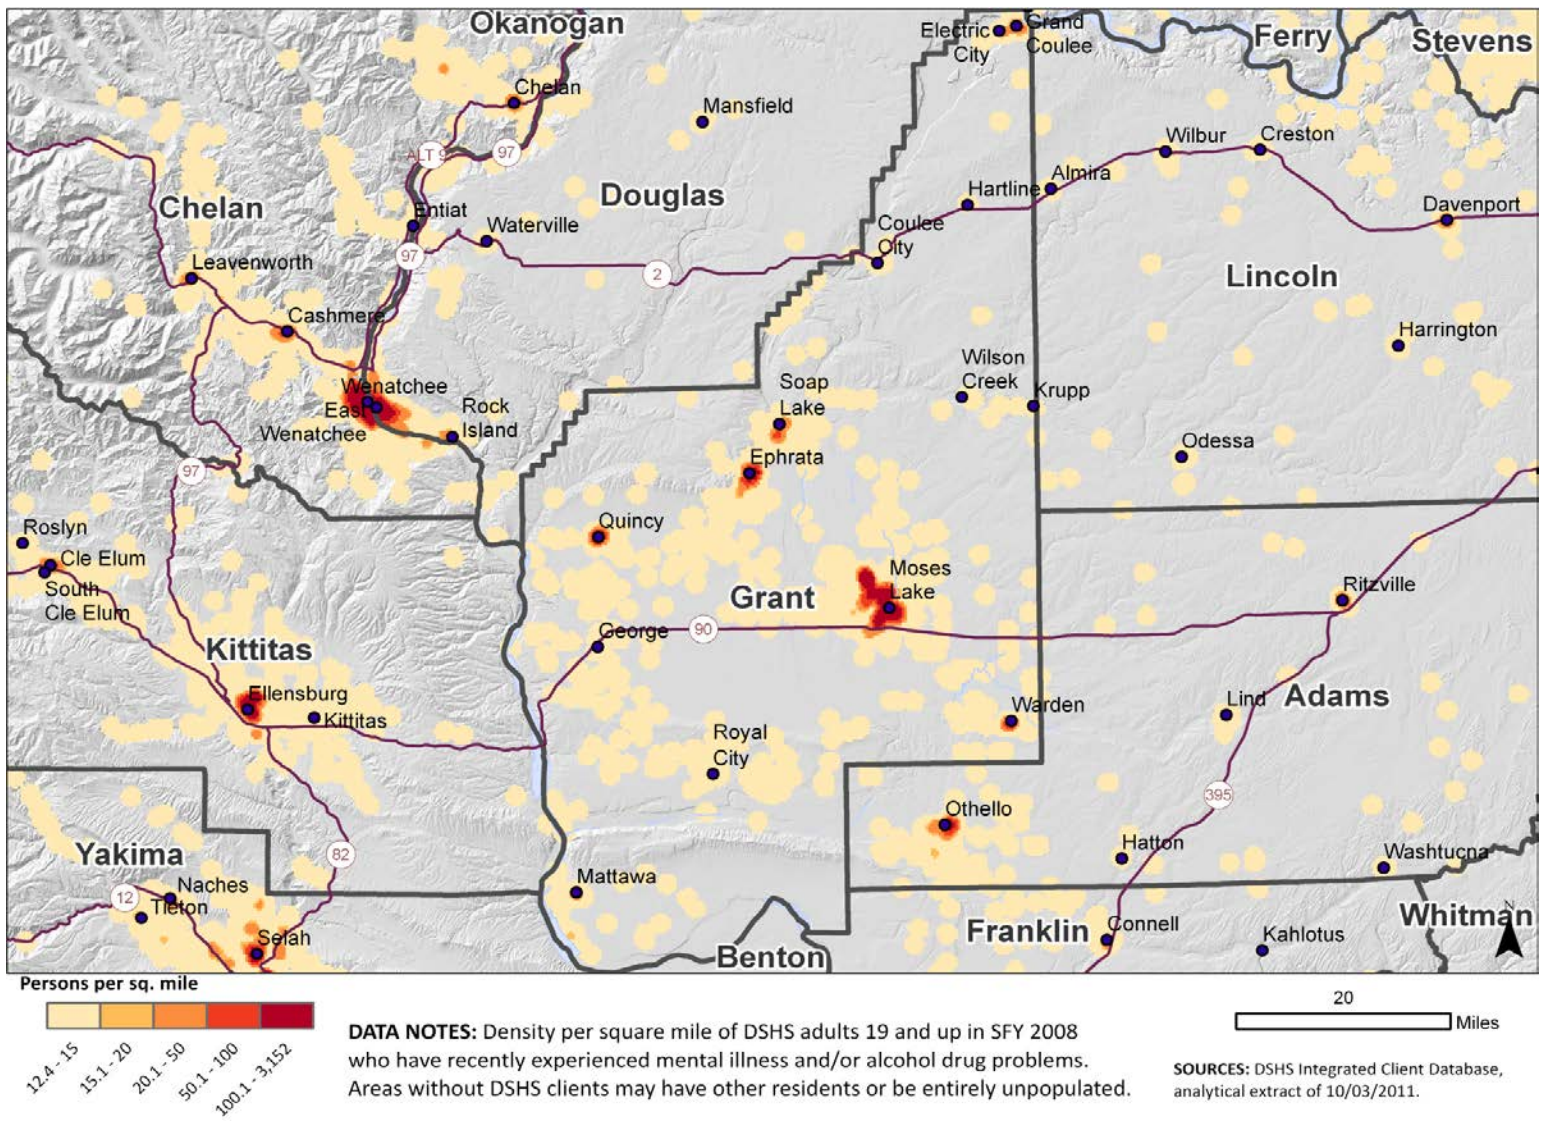 Okanogan
Electric
City
Grand
Coulee
Ferry
Stevens
Chelan
Mansfield
ALT 9
97
Wilbur
Creston
Almira
Hartline
Chelan
Douglas
Davenport
Entiat
Waterville
Coulee
City
97
2
Leavenworth
Lincoln
Cashmere
Harrington
Wilson
Creek
Krupp
Soap
Lake
Wenatchee
East
Wenatchee
Rock
Island
Odessa
Ephrata
97
Quincy
Roslyn
Cle Elum
South
Cle Elum
Moses
Lake
Grant
Ritzville
George
90
Kittitas
Ellensburg
Kittitas
Lind
Adams
Warden
Royal
City
395
Othello
Hatton
Washtucna
Yakima
82
Mattawa
Naches
12
Tieton
Selah
Franklin
Connell
Kahlotus
Whitman
N
Benton
Persons per sq. mile
12.4 - 15
15.1 - 20
20.1 - 50
50.1 - 100
100.1 - 3,152
DATA NOTES: Density per square mile of DSHS adults 19 and up in SFY 2008
who have recently experienced mental illness and/or alcohol drug problems.
Areas without DSHS clients may have other residents or be entirely unpopulated.
20
Miles
SOURCES: DSHS Integrated Client Database,
analytical extract of 10/03/2011.